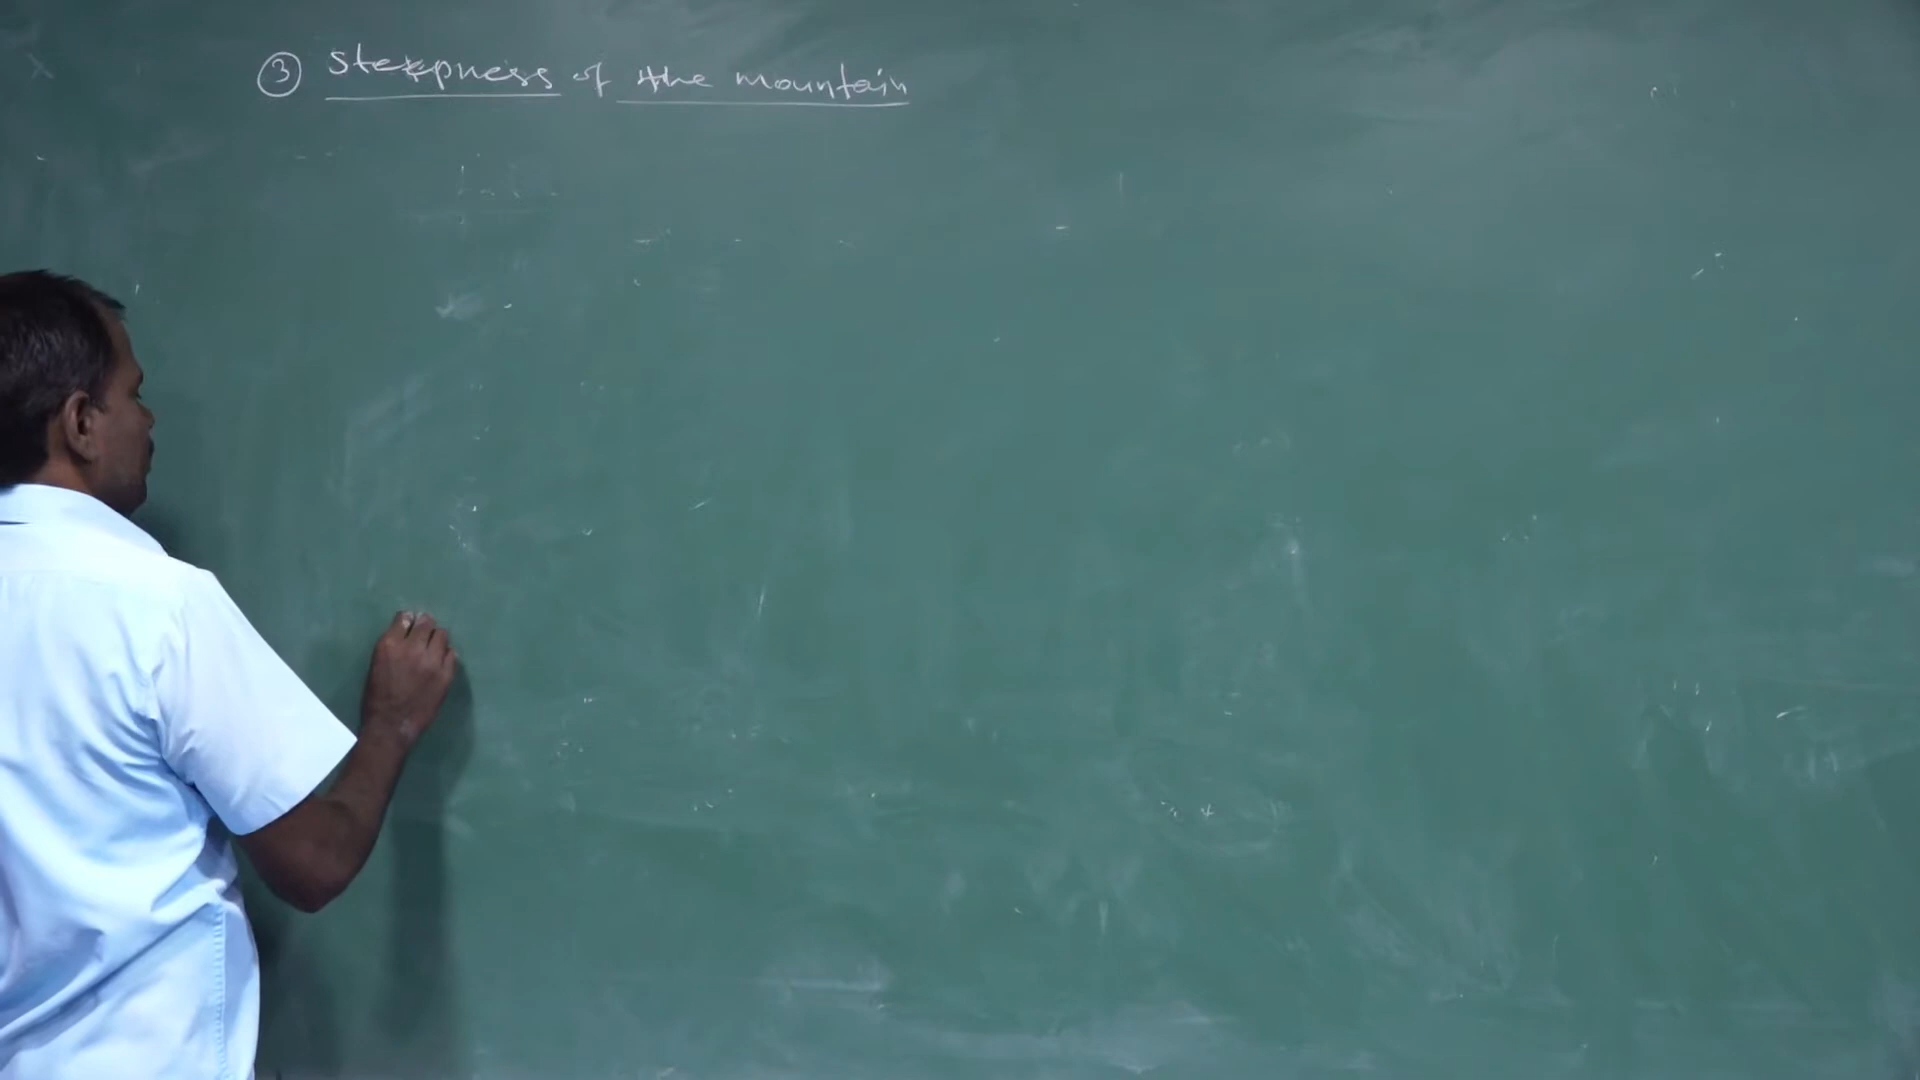 ③ Steepness of the mountain